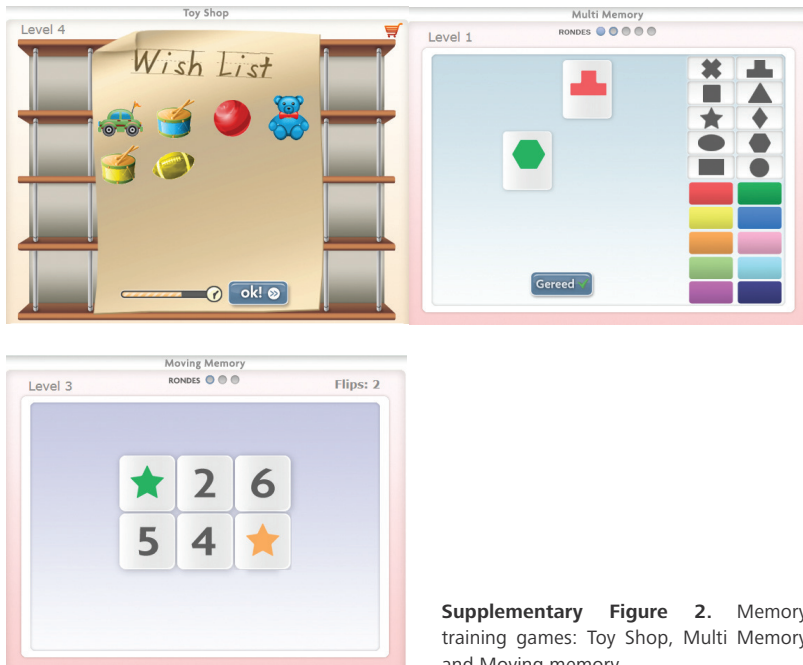 Toy Shop
Level 4
Wish List
ok!
Multi Memory
Level 1
RONDES
Gereed
Moving Memory
Level 3
RONDES
Flips: 2
2 6
5 4
Supplementary Figure 2. Memory
training games: Toy Shop, Multi Memory
and Moving memory